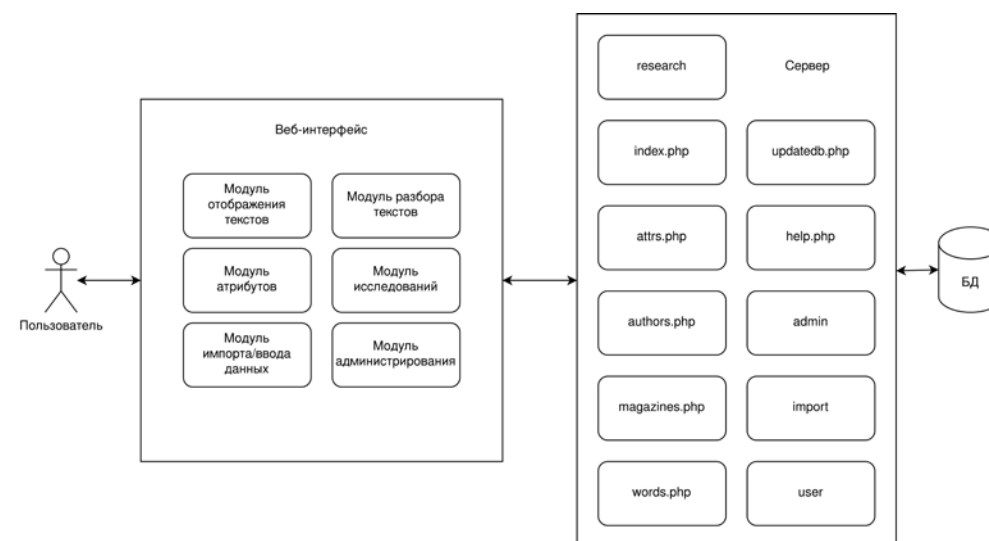 Пользователь
Веб-интерфейс
Модуль
отображения
текстов
Модуль разбора
текстов
Модуль
атрибутов
Модуль
исследований
Модуль
импорта/ввода
данных
Модуль
администрирования
research
Сервер
index.php
updatedb.php
attrs.php
help.php
authors.php
admin
magazines.php
import
words.php
user
БД